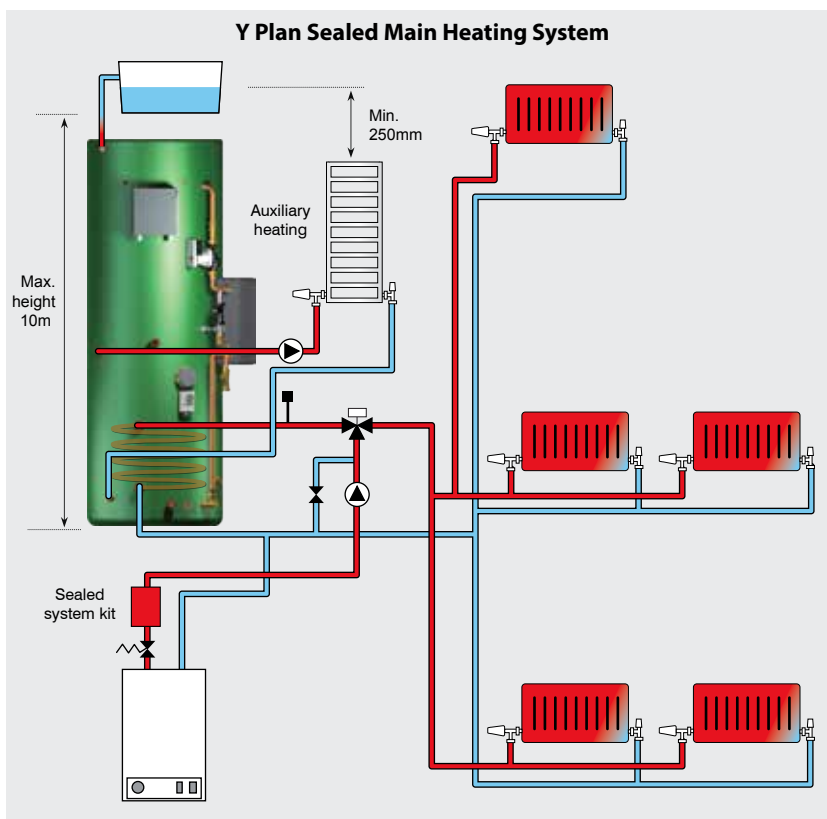 Y Plan Sealed Main Heating System
Min.
250mm
Auxiliary
heating
Max.
height
10m
Sealed
system kit